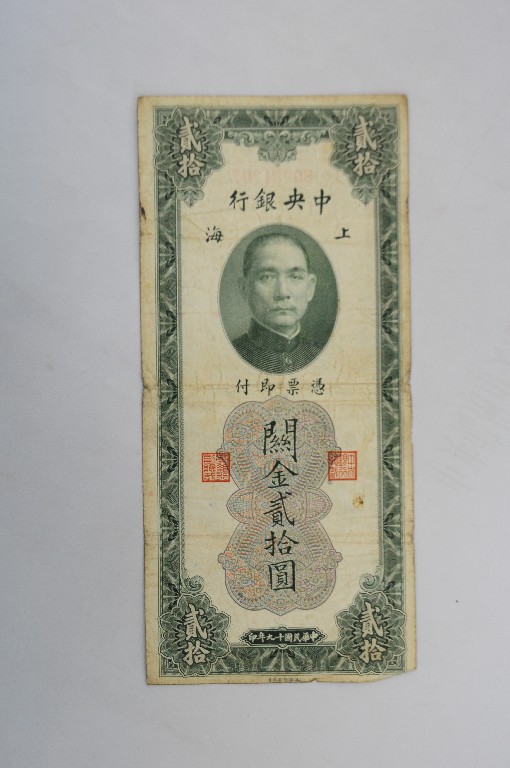 貳拾
貳拾
中央銀行
上海
憑票即付
關金貳拾圓
中華民國十九年印
貳拾
貳拾